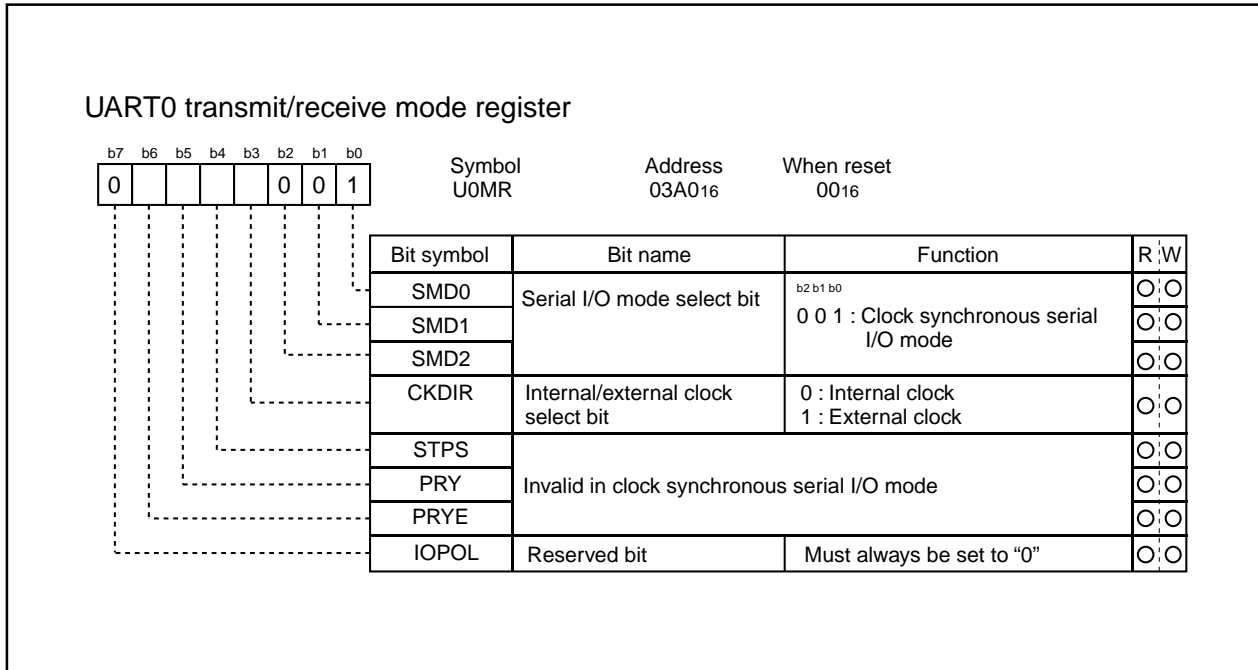 UART0 transmit/receive mode register
b7 b6 b5 b4 b3 b2 b1 b0
0 0 0 1
Symbol Address When reset
U0MR 03A016 0016
Bit symbol Bit name Function R W
SMD0 Serial I/O mode select bit b2 b1 b0
SMD1 0 0 1 : Clock synchronous serial
I/O mode
SMD2
CKDIR Internal/external clock 0 : Internal clock
select bit 1 : External clock
STPS
PRY Invalid in clock synchronous serial I/O mode
PRYE
IOPOL Reserved bit Must always be set to “0”